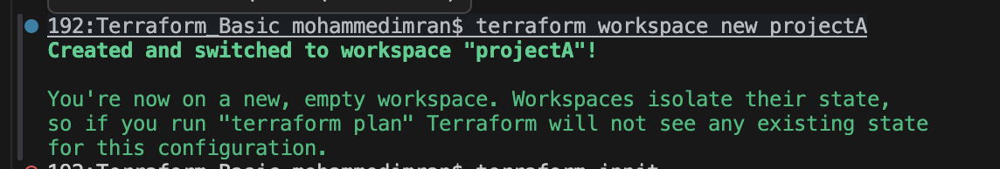 192:Terraform_Basic mohammedimran$ terraform workspace new projectA
Created and switched to workspace "projectA"!
You're now on a new, empty workspace. Workspaces isolate their state,
so if you run "terraform plan" Terraform will not see any existing state
for this configuration.
192:Terraform_Basic mohammedimran$ terraform